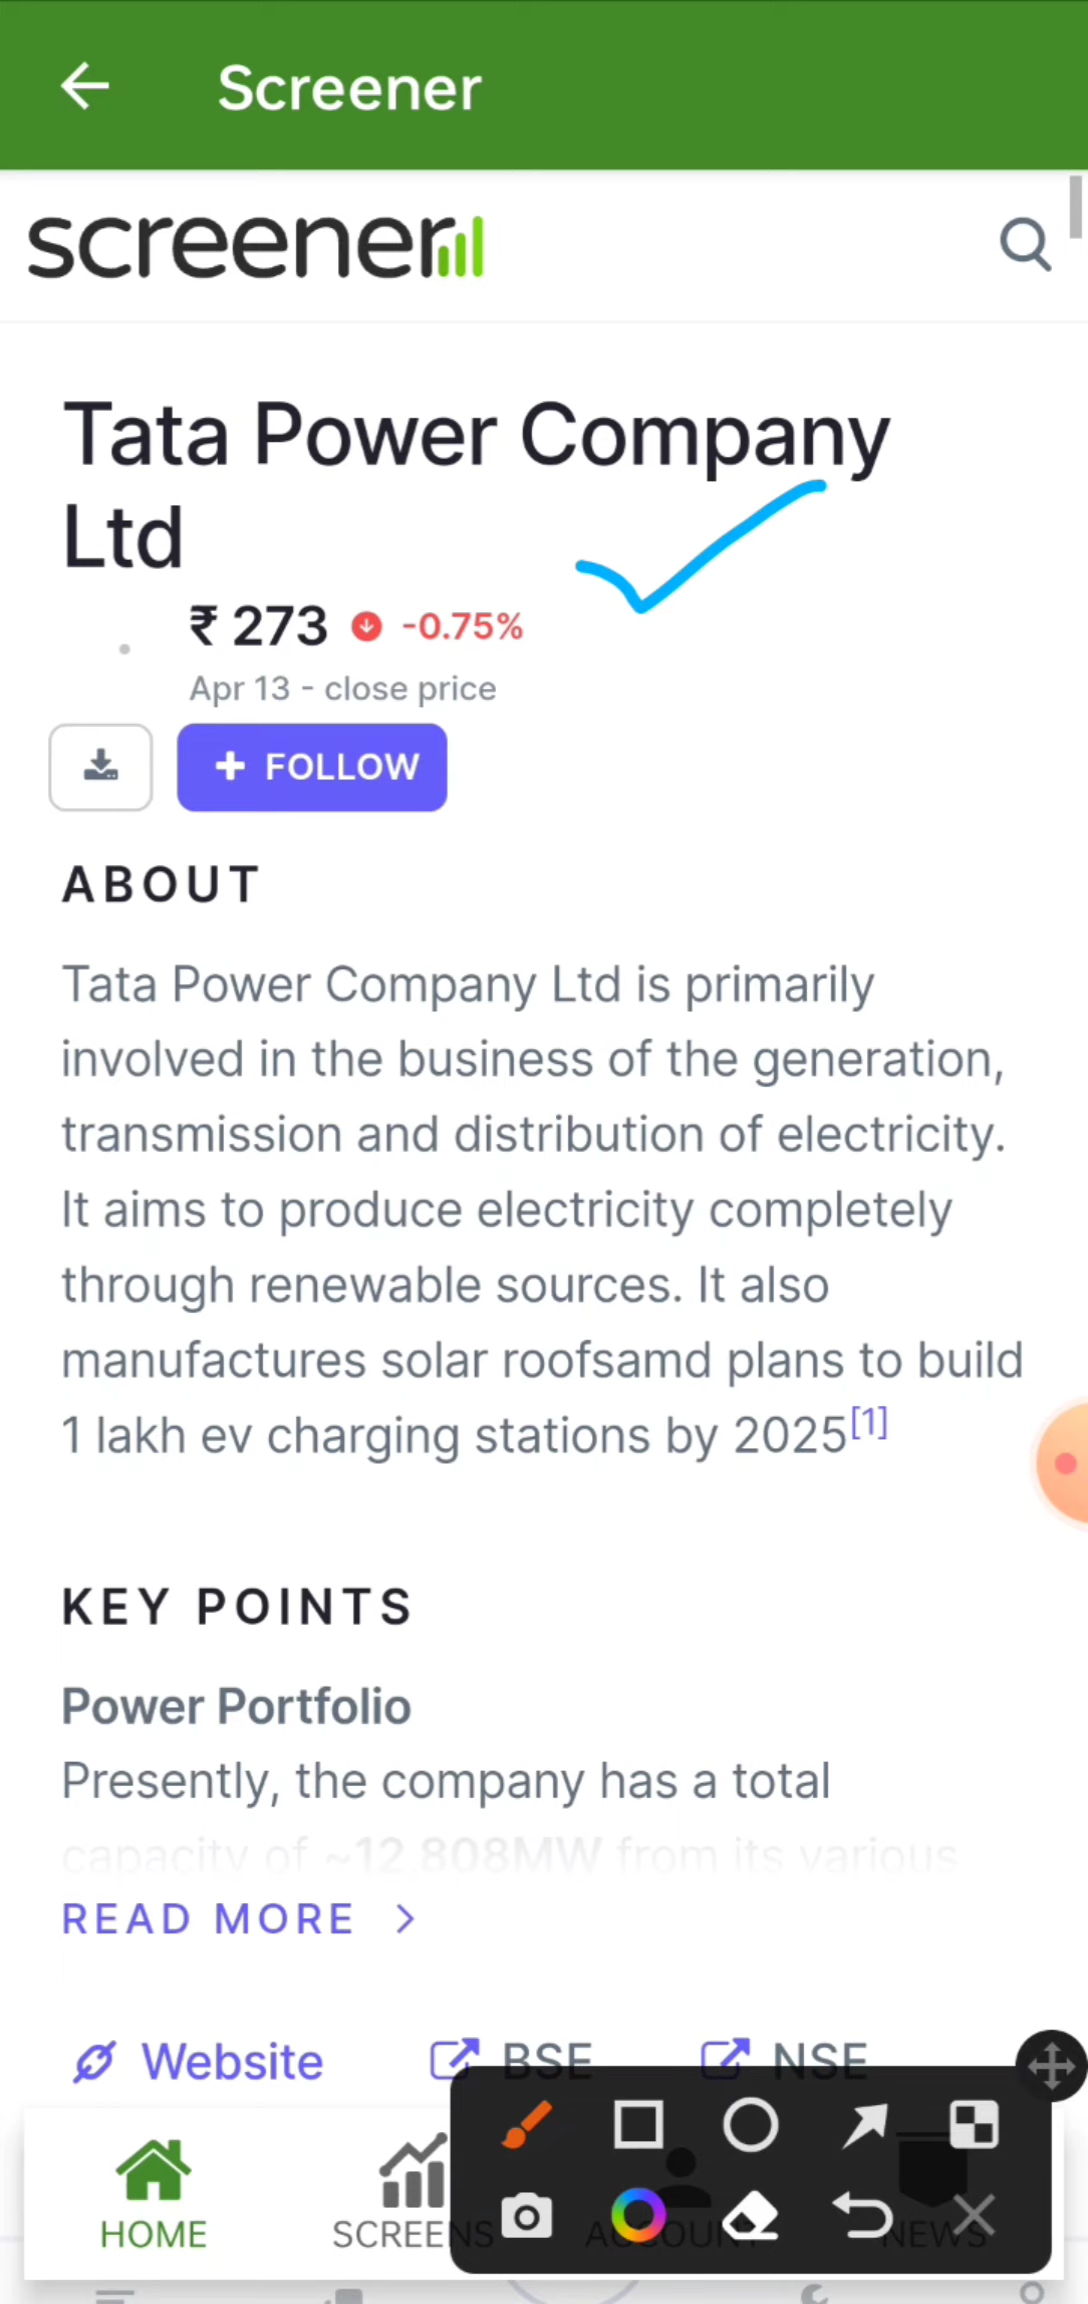 Screener
screener
Tata Power Company
Ltd
₹ 273 -0.75%
Apr 13 - close price
FOLLOW
ABOUT
Tata Power Company Ltd is primarily
involved in the business of the generation,
transmission and distribution of electricity.
It aims to produce electricity completely
through renewable sources. It also
manufactures solar roofsamd plans to build
1 lakh ev charging stations by 2025[1]
KEY POINTS
Power Portfolio
Presently, the company has a total
capacity of ~12,808MW from its various
READ MORE
Website BSE NSE
HOME SCREENS ACCOUNT NEWS